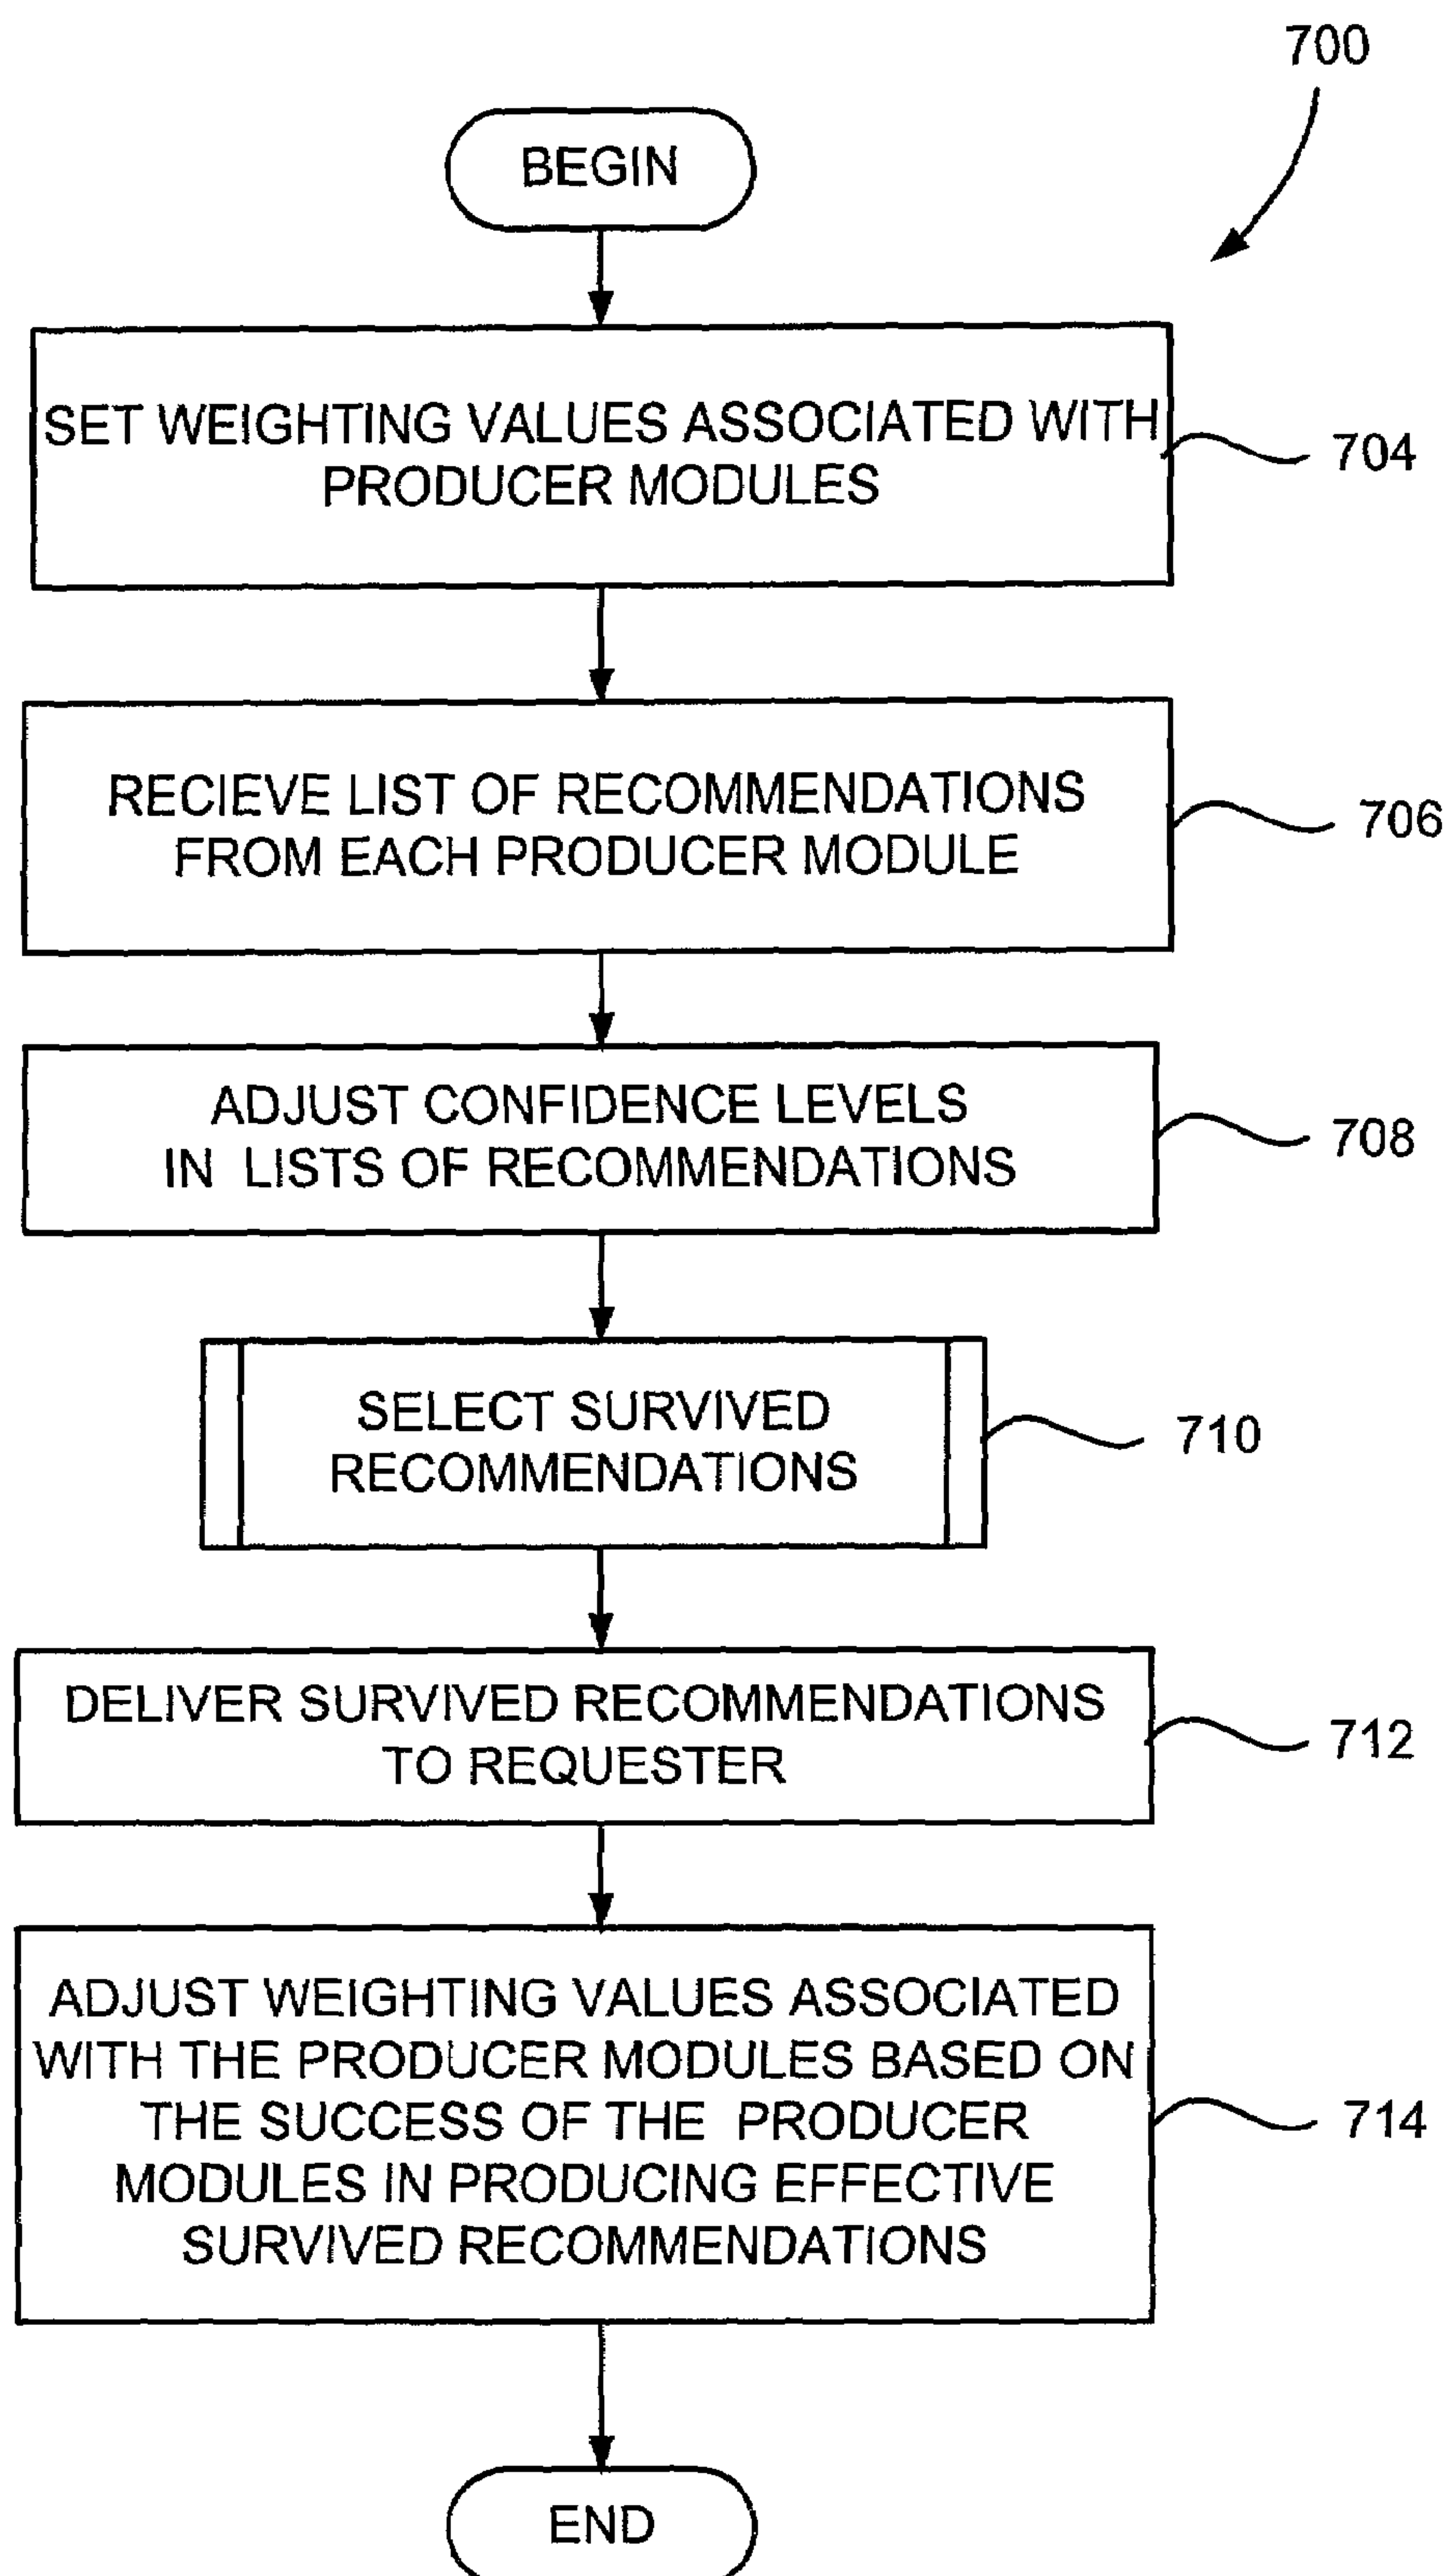 700
BEGIN
SET WEIGHTING VALUES ASSOCIATED WITH
PRODUCER MODULES
704
RECIEVE LIST OF RECOMMENDATIONS
FROM EACH PRODUCER MODULE
706
ADJUST CONFIDENCE LEVELS
IN LISTS OF RECOMMENDATIONS
708
SELECT SURVIVED
RECOMMENDATIONS
710
DELIVER SURVIVED RECOMMENDATIONS
TO REQUESTER
712
ADJUST WEIGHTING VALUES ASSOCIATED
WITH THE PRODUCER MODULES BASED ON
THE SUCCESS OF THE PRODUCER
MODULES IN PRODUCING EFFECTIVE
SURVIVED RECOMMENDATIONS
714
END